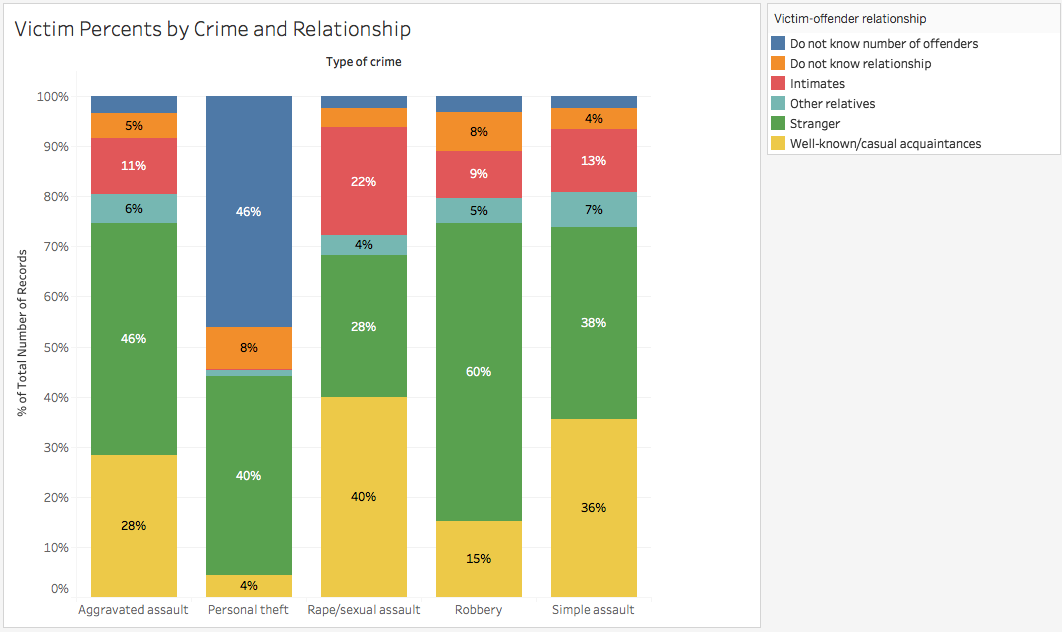 Victim Percents by Crime and Relationship
Victim-offender relationship
Do not know number of offenders
Do not know relationship
Intimates
Other relatives
Stranger
Well-known/casual acquaintances
Type of crime
% of Total Number of Records
100%
90%
80%
70%
60%
50%
40%
30%
20%
10%
0%
5%
11%
6%
46%
28%
46%
8%
40%
4%
22%
4%
28%
40%
8%
9%
5%
60%
15%
4%
13%
7%
38%
36%
Aggravated assault
Personal theft
Rape/sexual assault
Robbery
Simple assault